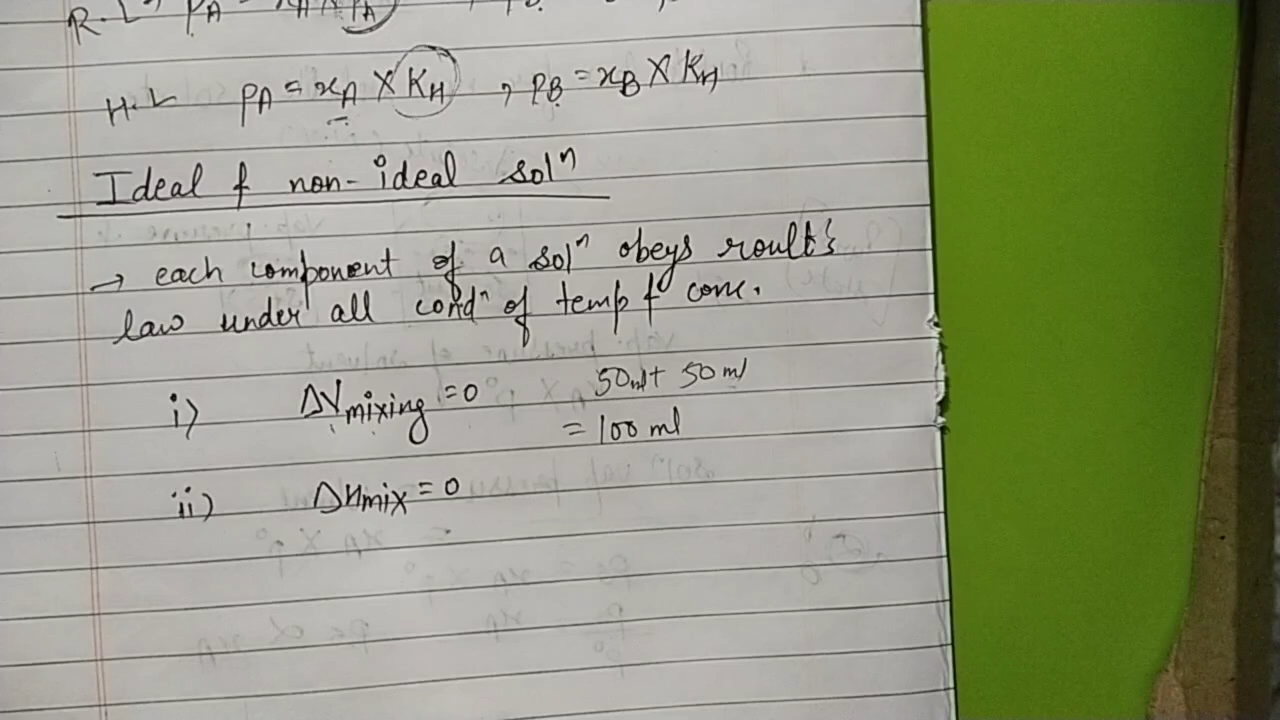 R.L
H.L PA = xA X KH , PB = xB X KH
Ideal & non-ideal solⁿ
→ each component of a solⁿ obeys roult's
law under all condⁿ of temp & conc.
i) ΔVmixing = 0 50ml + 50 ml
= 100 ml
ii) ΔHmix = 0